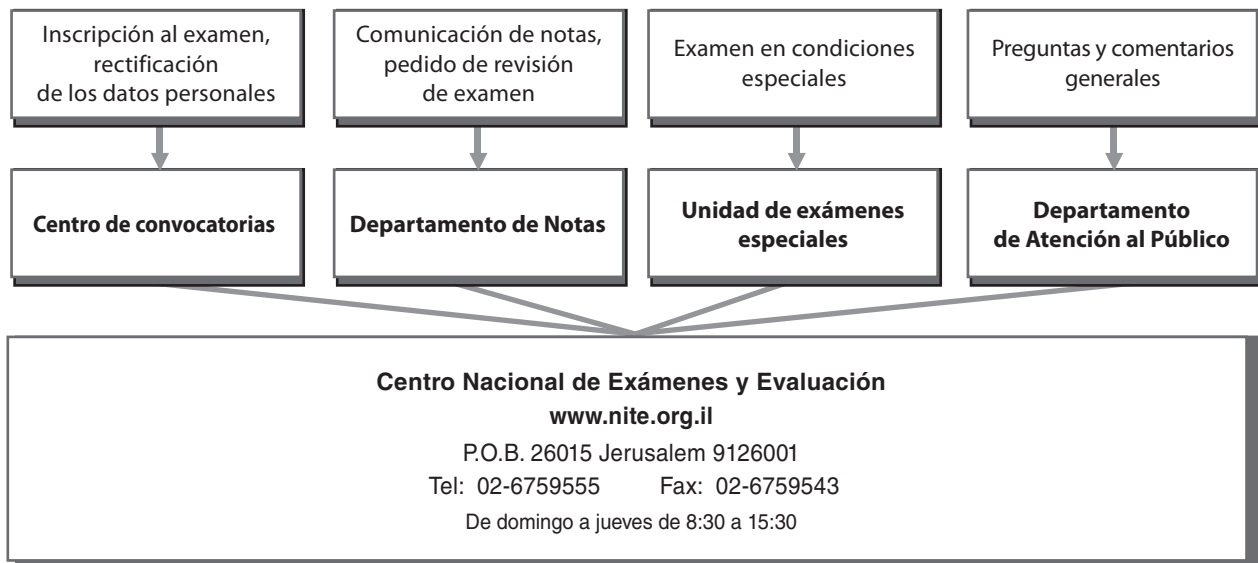 Inscripción al examen,
rectificación
de los datos personales
Comunicación de notas,
pedido de revisión
de examen
Examen en condiciones
especiales
Preguntas y comentarios
generales
Centro de convocatorias
Departamento de Notas
Unidad de exámenes
especiales
Departamento
de Atención al Público
Centro Nacional de Exámenes y Evaluación
www.nite.org.il
P.O.B. 26015 Jerusalem 9126001
Tel: 02-6759555 Fax: 02-6759543
De domingo a jueves de 8:30 a 15:30